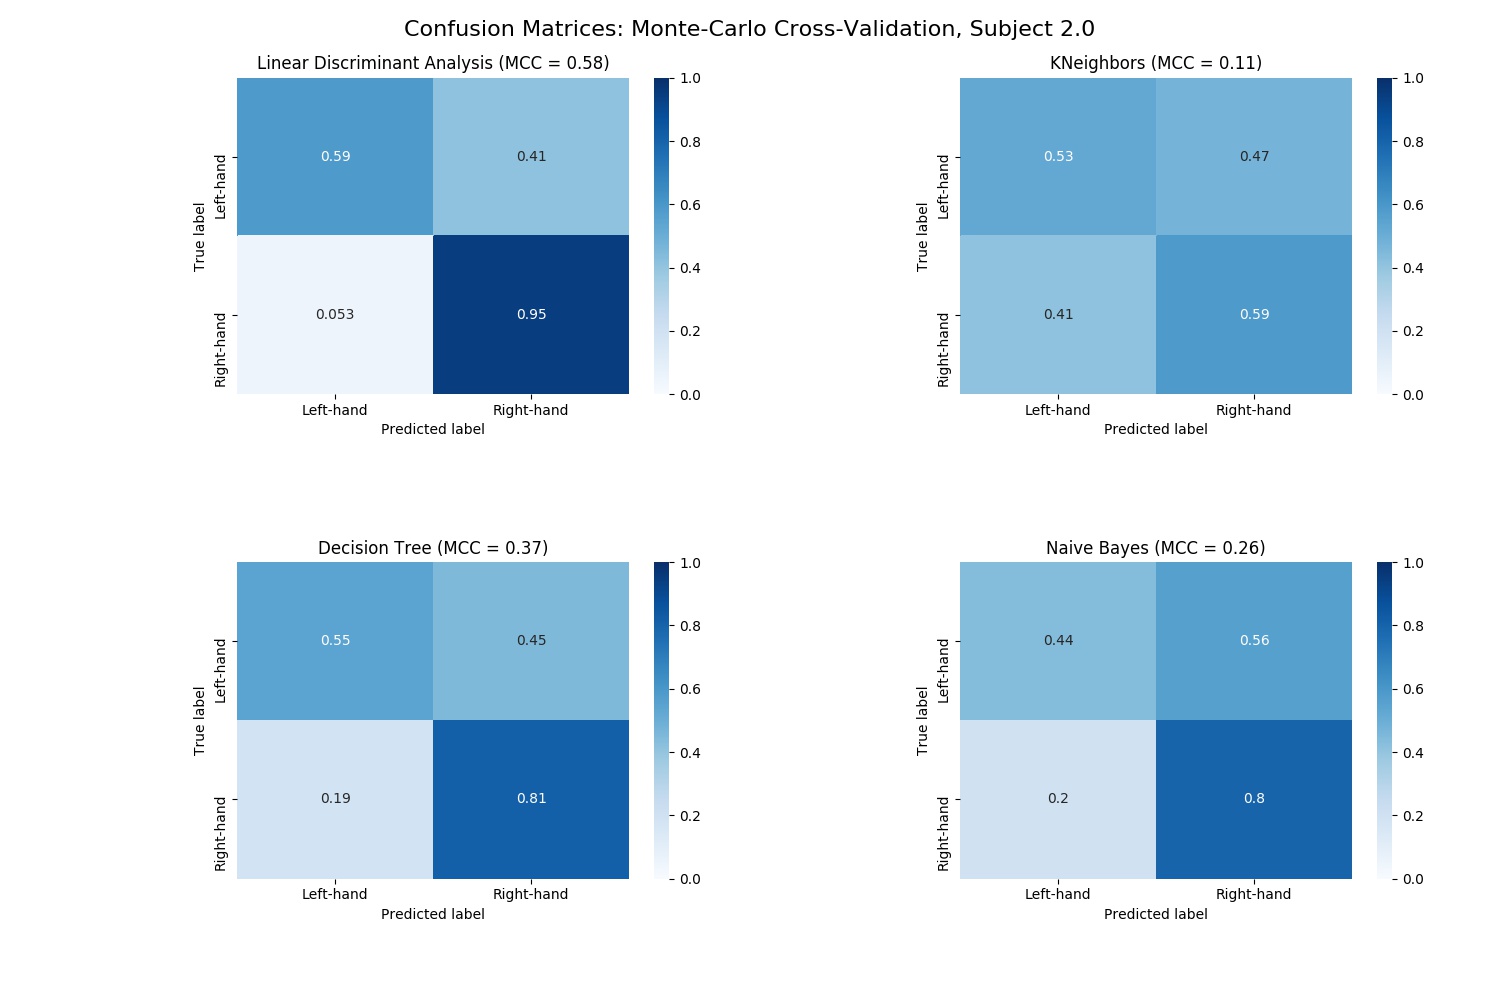 Confusion Matrices: Monte-Carlo Cross-Validation, Subject 2.0
Linear Discriminant Analysis (MCC = 0.58)
True label
Left-hand
Right-hand
0.59
0.41
0.053
0.95
Left-hand
Right-hand
Predicted label
1.0
0.8
0.6
0.4
0.2
0.0
KNeighbors (MCC = 0.11)
True label
Left-hand
Right-hand
0.53
0.47
0.41
0.59
Left-hand
Right-hand
Predicted label
1.0
0.8
0.6
0.4
0.2
0.0
Decision Tree (MCC = 0.37)
True label
Left-hand
Right-hand
0.55
0.45
0.19
0.81
Left-hand
Right-hand
Predicted label
1.0
0.8
0.6
0.4
0.2
0.0
Naive Bayes (MCC = 0.26)
True label
Left-hand
Right-hand
0.44
0.56
0.2
0.8
Left-hand
Right-hand
Predicted label
1.0
0.8
0.6
0.4
0.2
0.0